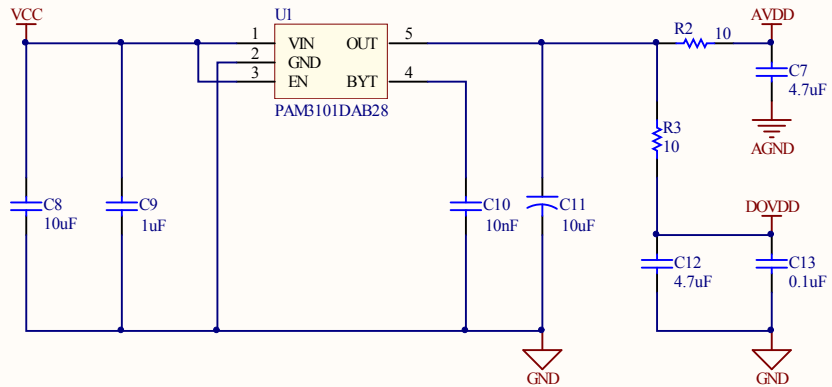 VCC
U1
AVDD
1 VIN OUT 5
2 GND
3 EN BYT 4
PAM3101DAB28
R2 10
C7
4.7uF
AGND
R3
10
C8
10uF
C9
1uF
C10
10nF
C11
10uF
DOVDD
C12
4.7uF
C13
0.1uF
GND
GND